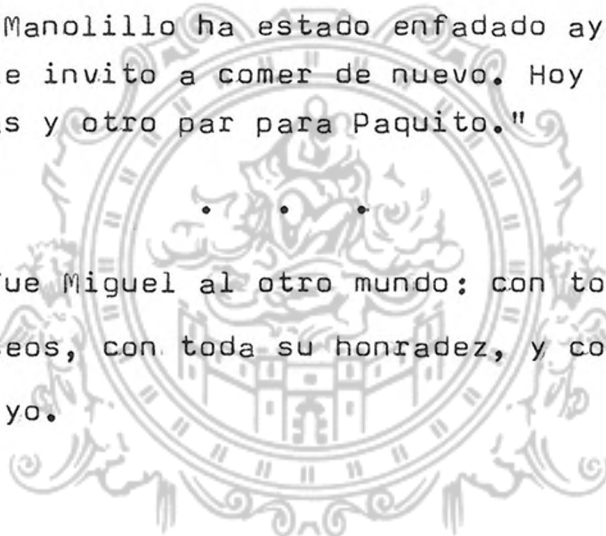 Manolillo ha estado enfadado ay
e invito a comer de nuevo. Hoy
s y otro par para Paquito."
. . .
ue Miguel al otro mundo: con to
eos, con toda su honradez, y co
yo.